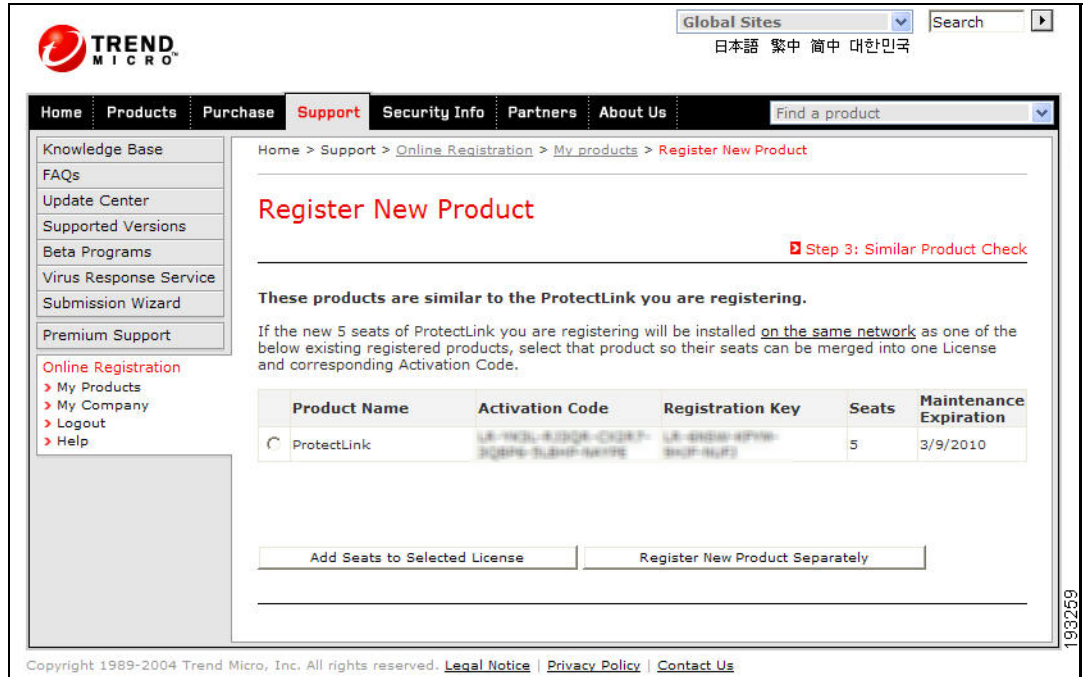 Global Sites
Search
日本語 繁中 简中 대한민국
TREND
MICRO™
Home Products Purchase Support Security Info Partners About Us
Find a product
Knowledge Base
FAQs
Update Center
Supported Versions
Beta Programs
Virus Response Service
Submission Wizard
Premium Support
Online Registration
My Products
My Company
Logout
Help
Home > Support > Online Registration > My products > Register New Product
Register New Product
Step 3: Similar Product Check
These products are similar to the ProtectLink you are registering.
If the new 5 seats of ProtectLink you are registering will be installed on the same network as one of the
below existing registered products, select that product so their seats can be merged into one License
and corresponding Activation Code.
Product Name Activation Code Registration Key Seats Maintenance Expiration
ProtectLink 5 3/9/2010
Add Seats to Selected License
Register New Product Separately
193259
Copyright 1989-2004 Trend Micro, Inc. All rights reserved. Legal Notice | Privacy Policy | Contact Us